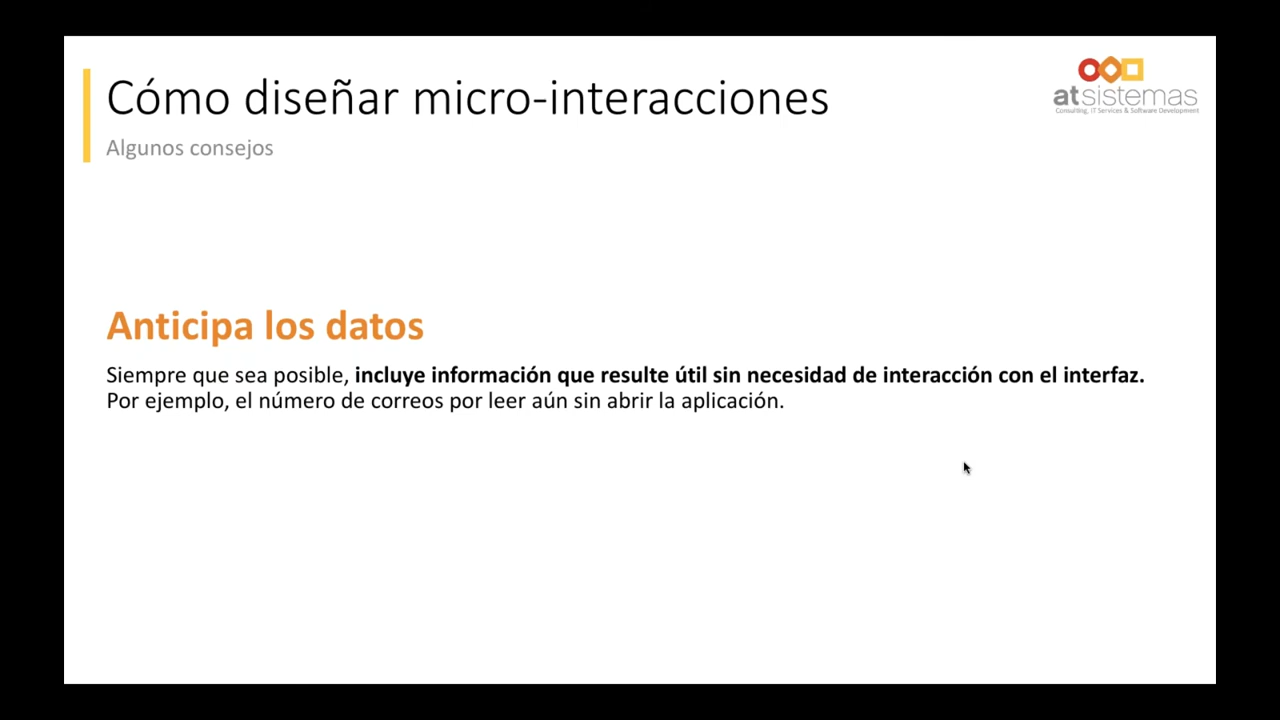 Cómo diseñar micro-interacciones
Algunos consejos
atsistemas
Consulting, IT Services & Software Development
Anticipa los datos
Siempre que sea posible, incluye información que resulte útil sin necesidad de interacción con el interfaz.
Por ejemplo, el número de correos por leer aún sin abrir la aplicación.